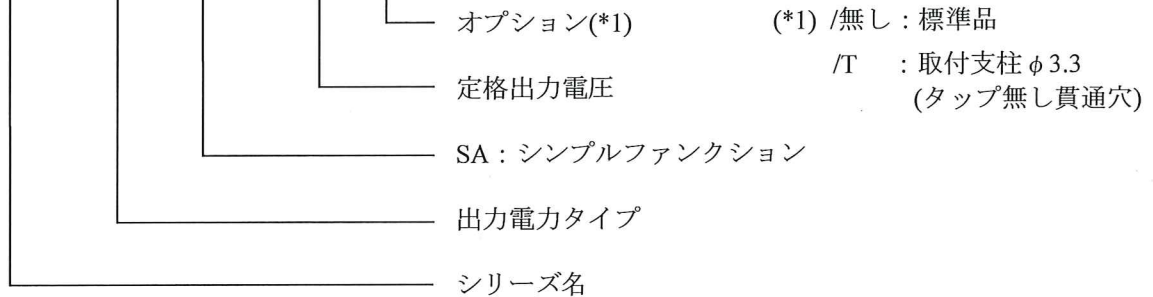 オプション(*1) (*1) /無し：標準品
/T ：取付支柱φ3.3
定格出力電圧
(タップ無し貫通穴)
SA：シンプルファンクション
出力電力タイプ
シリーズ名